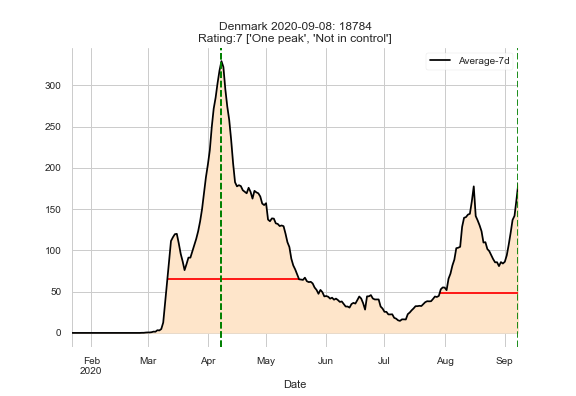 Denmark 2020-09-08: 18784
Rating:7 ['One peak', 'Not in control']
Average-7d
300
250
200
150
100
50
0
Feb
2020
Mar
Apr
May
Jun
Jul
Aug
Sep
Date